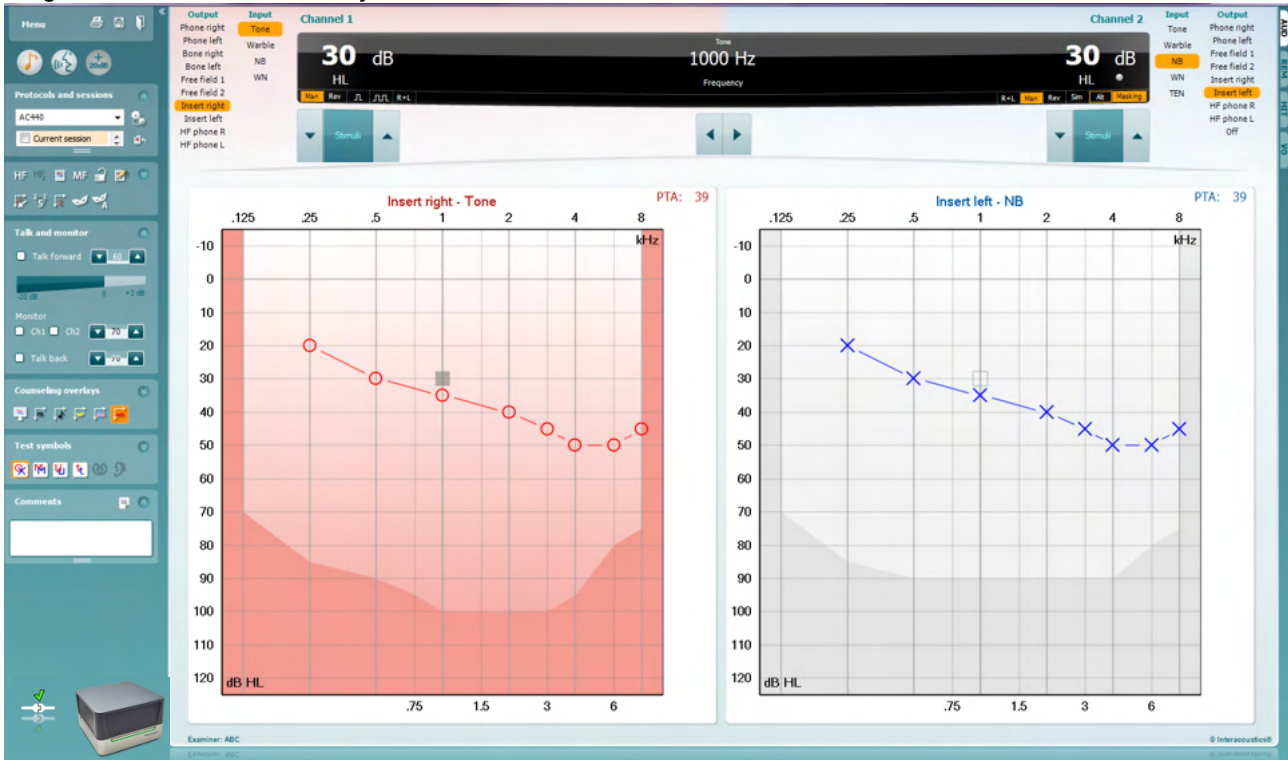 Menu
Protocols and sessions
AC440
Current session
HF MF
Talk and monitor
Talk forward 60
-20 dB 0 +3 dB
Monitor
Ch1 Ch2 70
Talk back 70
Counseling overlays
Test symbols
Comments
Output
Phone right
Phone left
Bone right
Bone left
Free field 1
Free field 2
Insert right
Insert left
HF phone R
HF phone L
Input
Tone
Warble
NB
WN
Channel 1
Channel 2
30 dB
HL
Man Rev R+L
Tone
1000 Hz
Frequency
30 dB
HL
R+L Man Rev Sim Alt Masking
Stimuli
Stimuli
Input
Tone
Warble
NB
WN
TEN
Output
Phone right
Phone left
Free field 1
Free field 2
Insert right
Insert left
HF phone R
HF phone L
Off
AUD
REM
HIT
VO
Insert right - Tone
PTA: 39
.125 .25 .5 1 2 4 8
kHz
-10
0
10
20
30
40
50
60
70
80
90
100
110
120
dB HL
.75 1.5 3 6
Insert left - NB
PTA: 39
.125 .25 .5 1 2 4 8
kHz
-10
0
10
20
30
40
50
60
70
80
90
100
110
120
dB HL
.75 1.5 3 6
Examiner: ABC
© Interacoustics®